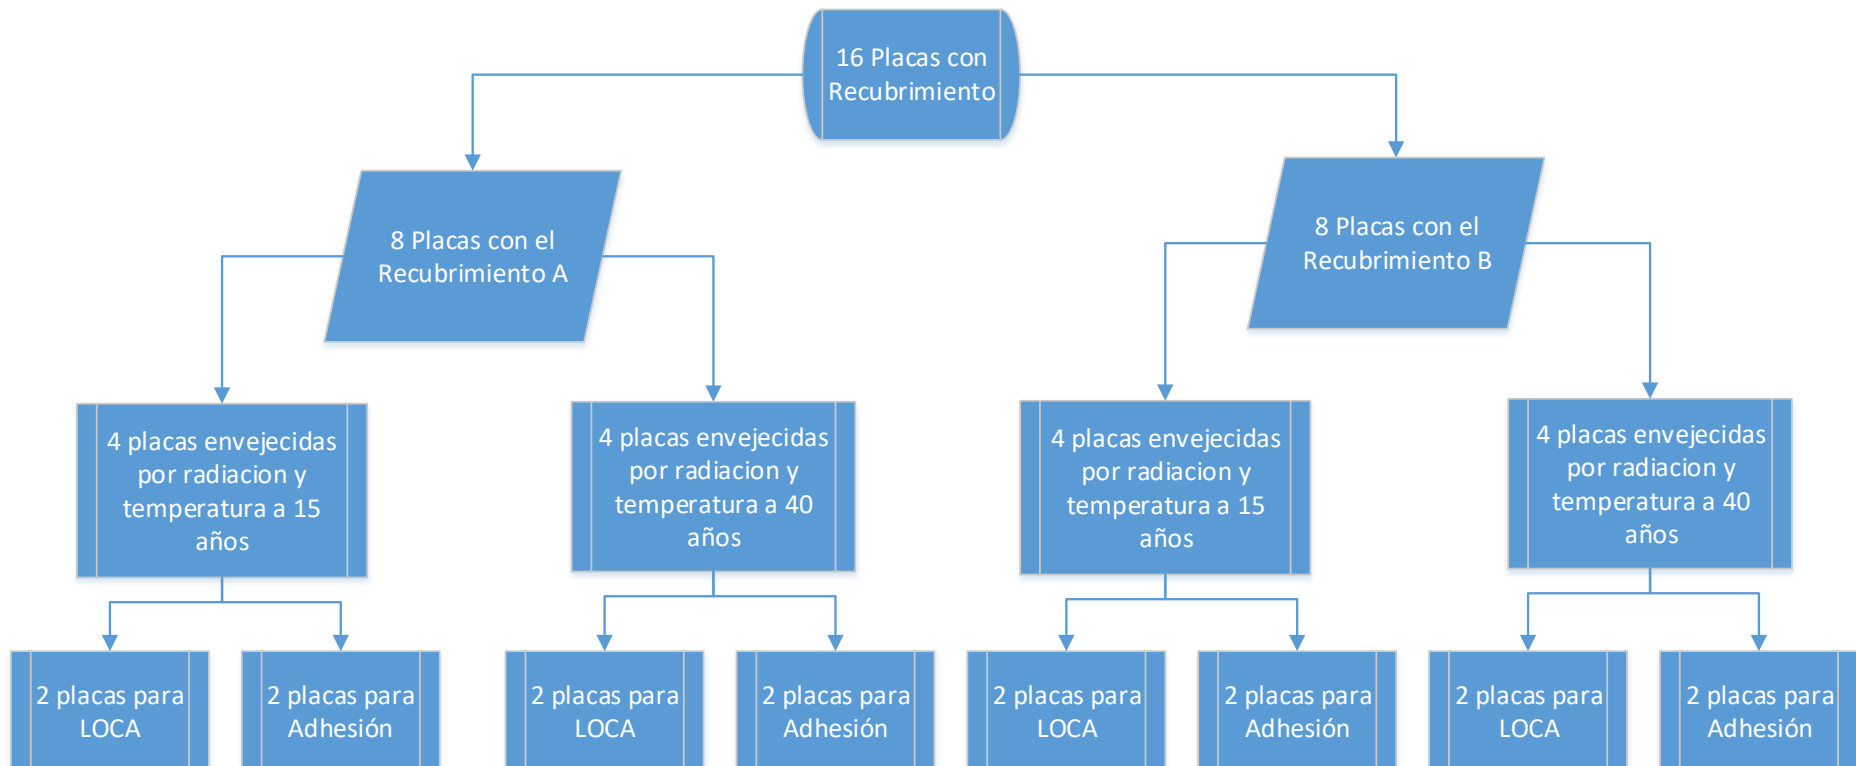 16 Placas con
Recubrimiento
8 Placas con el
Recubrimiento A
8 Placas con el
Recubrimiento B
4 placas envejecidas
por radiacion y
temperatura a 15
años
4 placas envejecidas
por radiacion y
temperatura a 40
años
4 placas envejecidas
por radiacion y
temperatura a 15
años
4 placas envejecidas
por radiacion y
temperatura a 40
años
2 placas para
LOCA
2 placas para
Adhesión
2 placas para
LOCA
2 placas para
Adhesión
2 placas para
LOCA
2 placas para
Adhesión
2 placas para
LOCA
2 placas para
Adhesión